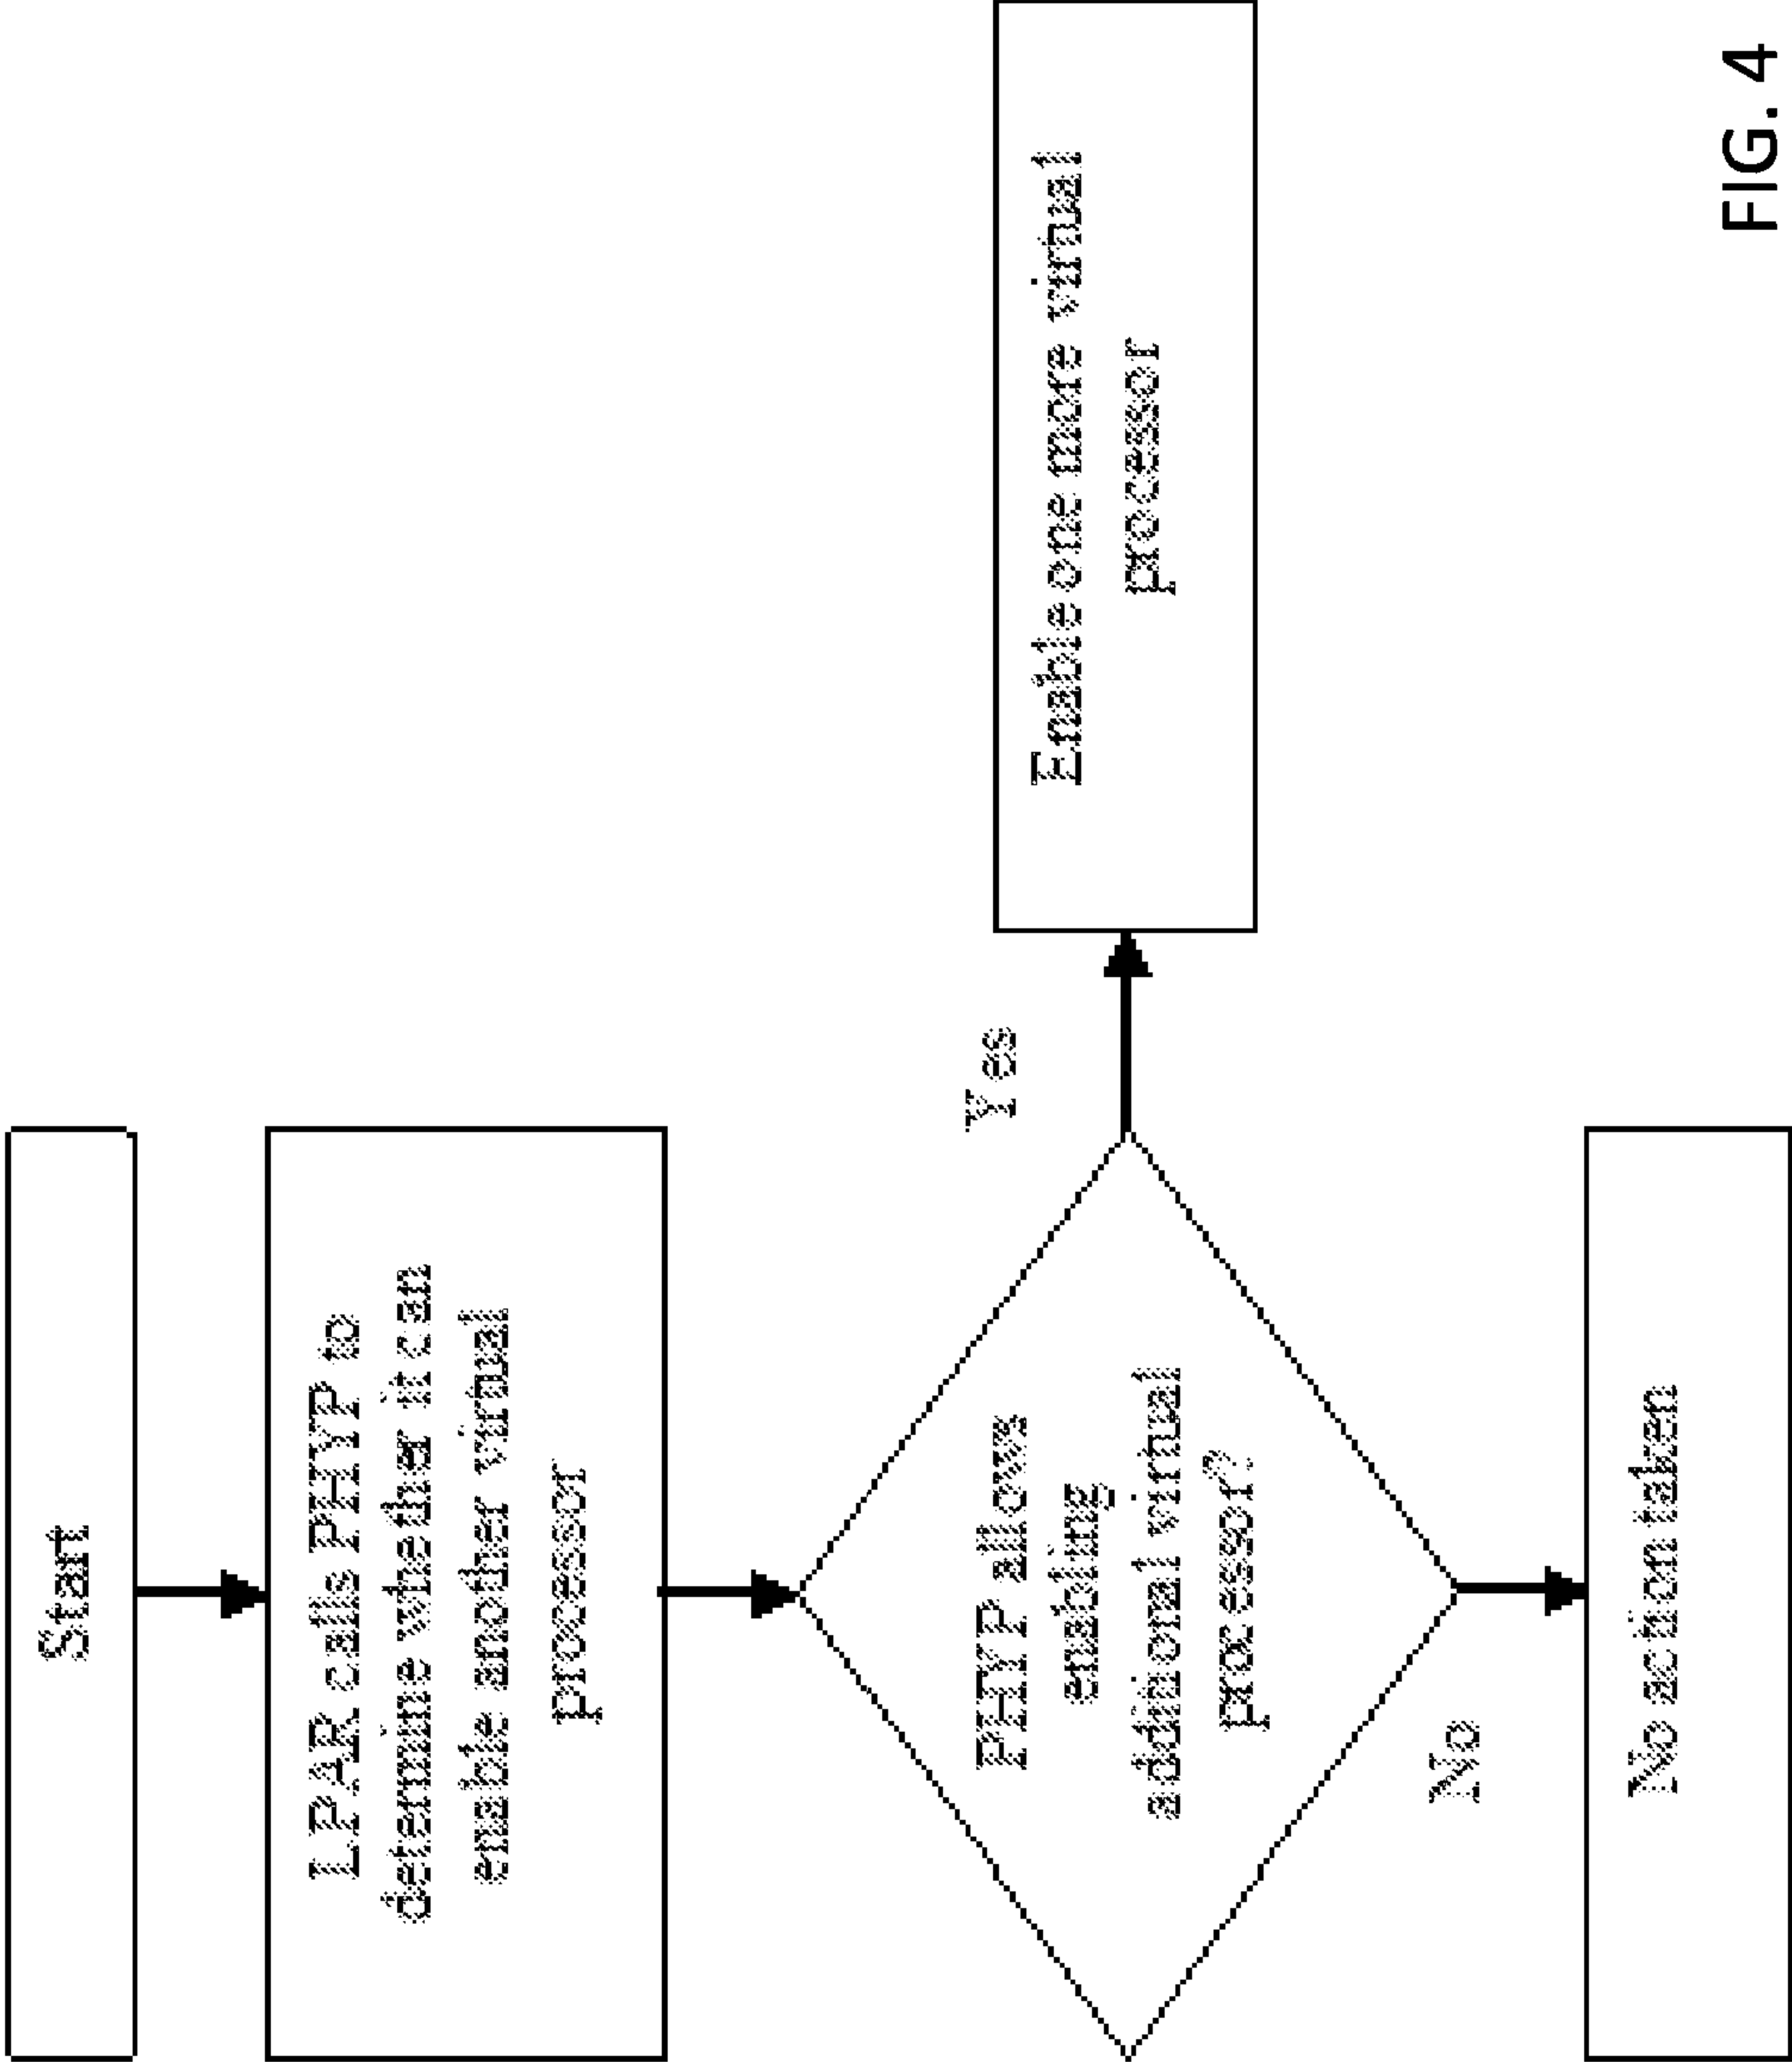 Start
LPAR calls PHYP to
determine whether it can
enable another virtual
processor
PHYP allows
enabling
additional virtual
processor?
Yes
Enable one more virtual
processor
No
No action taken
FIG. 4